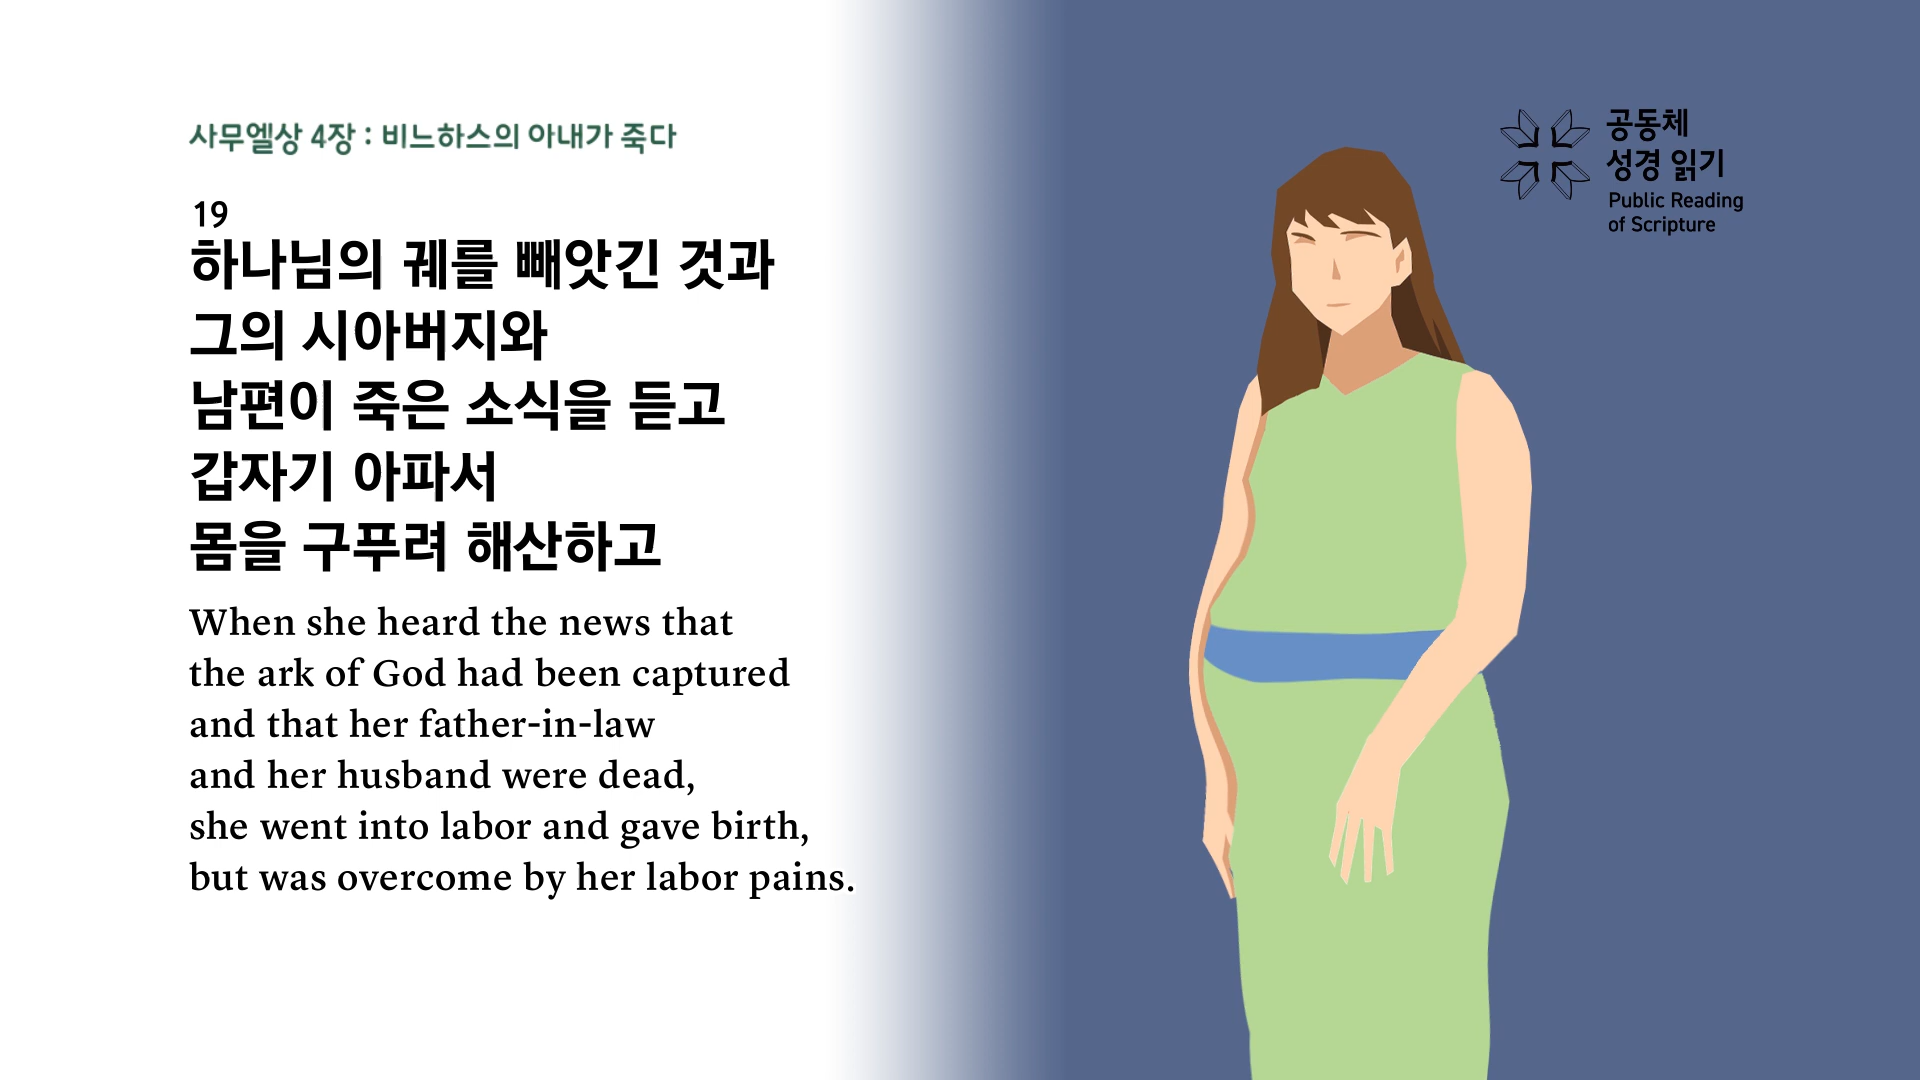 사무엘상 4장 : 비느하스의 아내가 죽다
19
하나님의 궤를 빼앗긴 것과
그의 시아버지와
남편이 죽은 소식을 듣고
갑자기 아파서
몸을 구푸려 해산하고
When she heard the news that
the ark of God had been captured
and that her father-in-law
and her husband were dead,
she went into labor and gave birth,
but was overcome by her labor pains.
공동체
성경 읽기
Public Reading
of Scripture